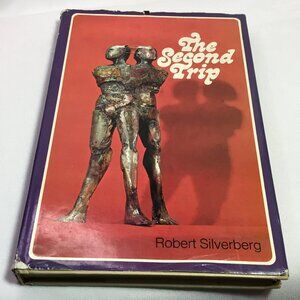 The
Second
Trip
Robert Silverberg